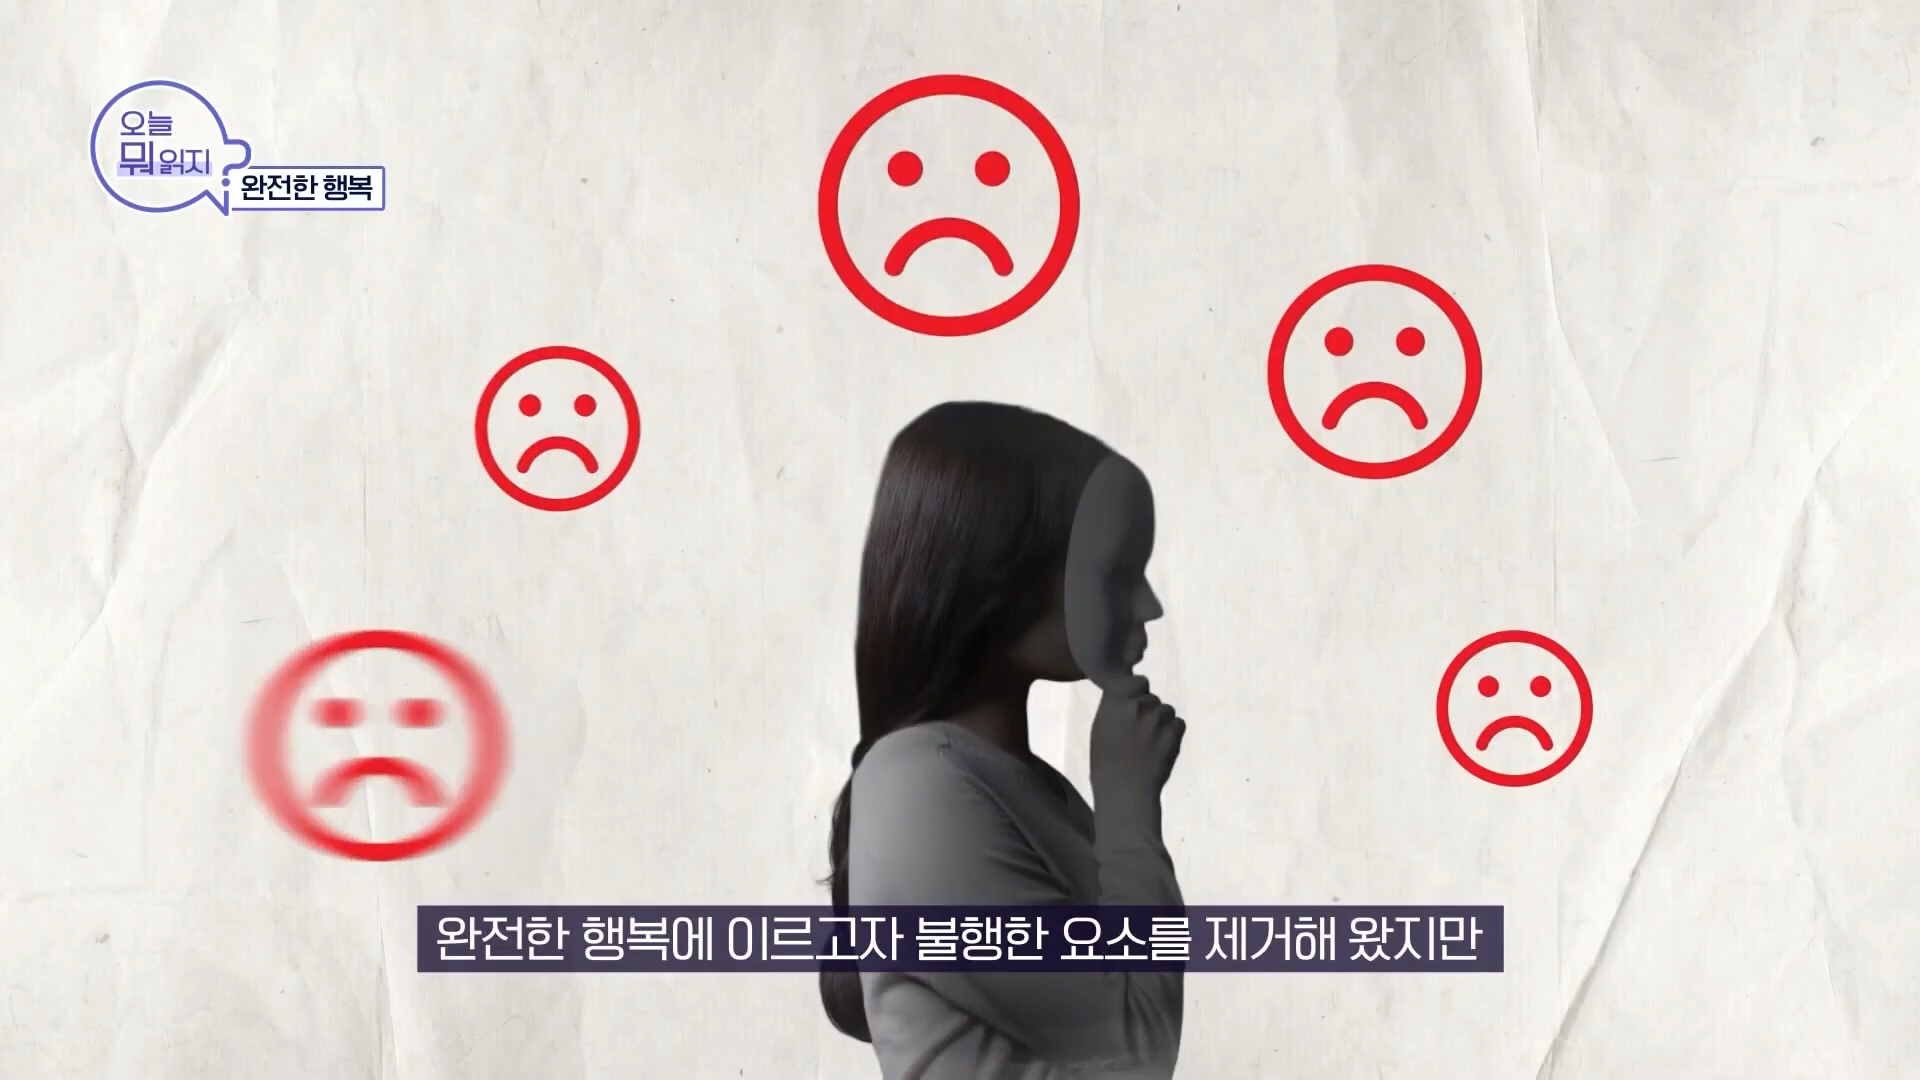 오늘
뭐 읽지
?
완전한 행복
완전한 행복에 이르고자 불행한 요소를 제거해 왔지만